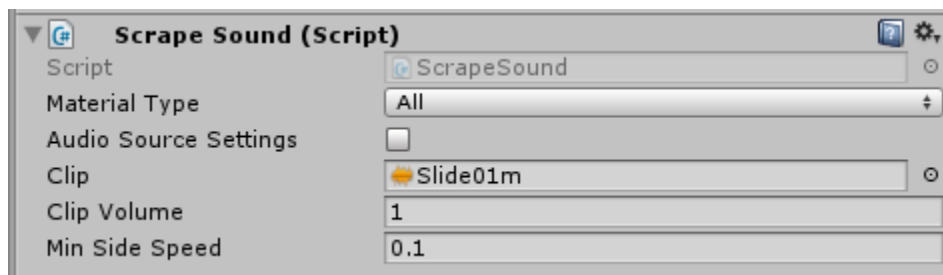 Scrape Sound (Script)
Script ScrapeSound
Material Type All
Audio Source Settings
Clip Slide01m
Clip Volume 1
Min Side Speed 0.1